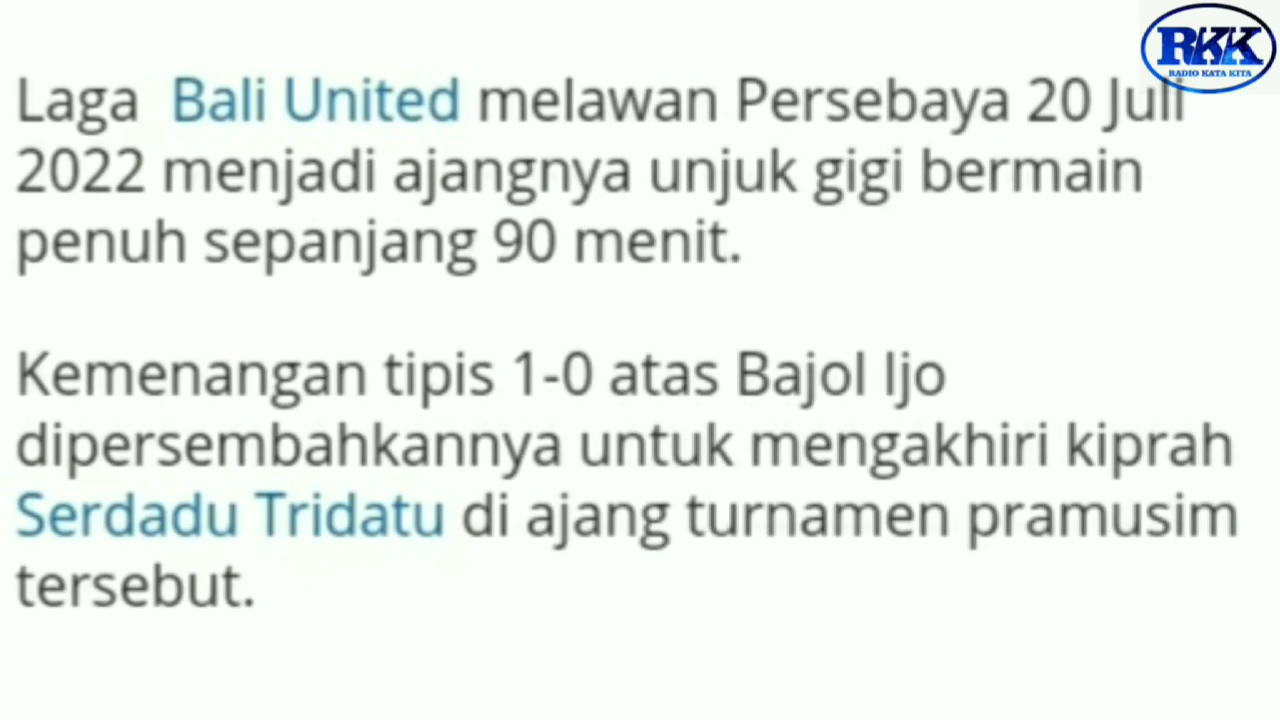 RKK
RADIO KATA KITA
Laga Bali United melawan Persebaya 20 Juli
2022 menjadi ajangnya unjuk gigi bermain
penuh sepanjang 90 menit.
Kemenangan tipis 1-0 atas Bajol Ijo
dipersembahkannya untuk mengakhiri kiprah
Serdadu Tridatu di ajang turnamen pramusim
tersebut.